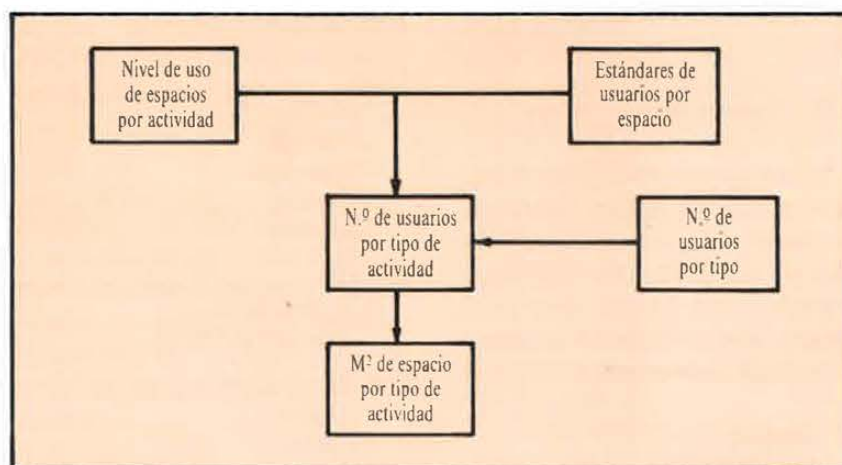 Nivel de uso
de espacios
por actividad
Estándares de
usuarios por
espacio
N.º de usuarios
por tipo de
actividad
N.º de
usuarios
por tipo
M² de espacio
por tipo de
actividad